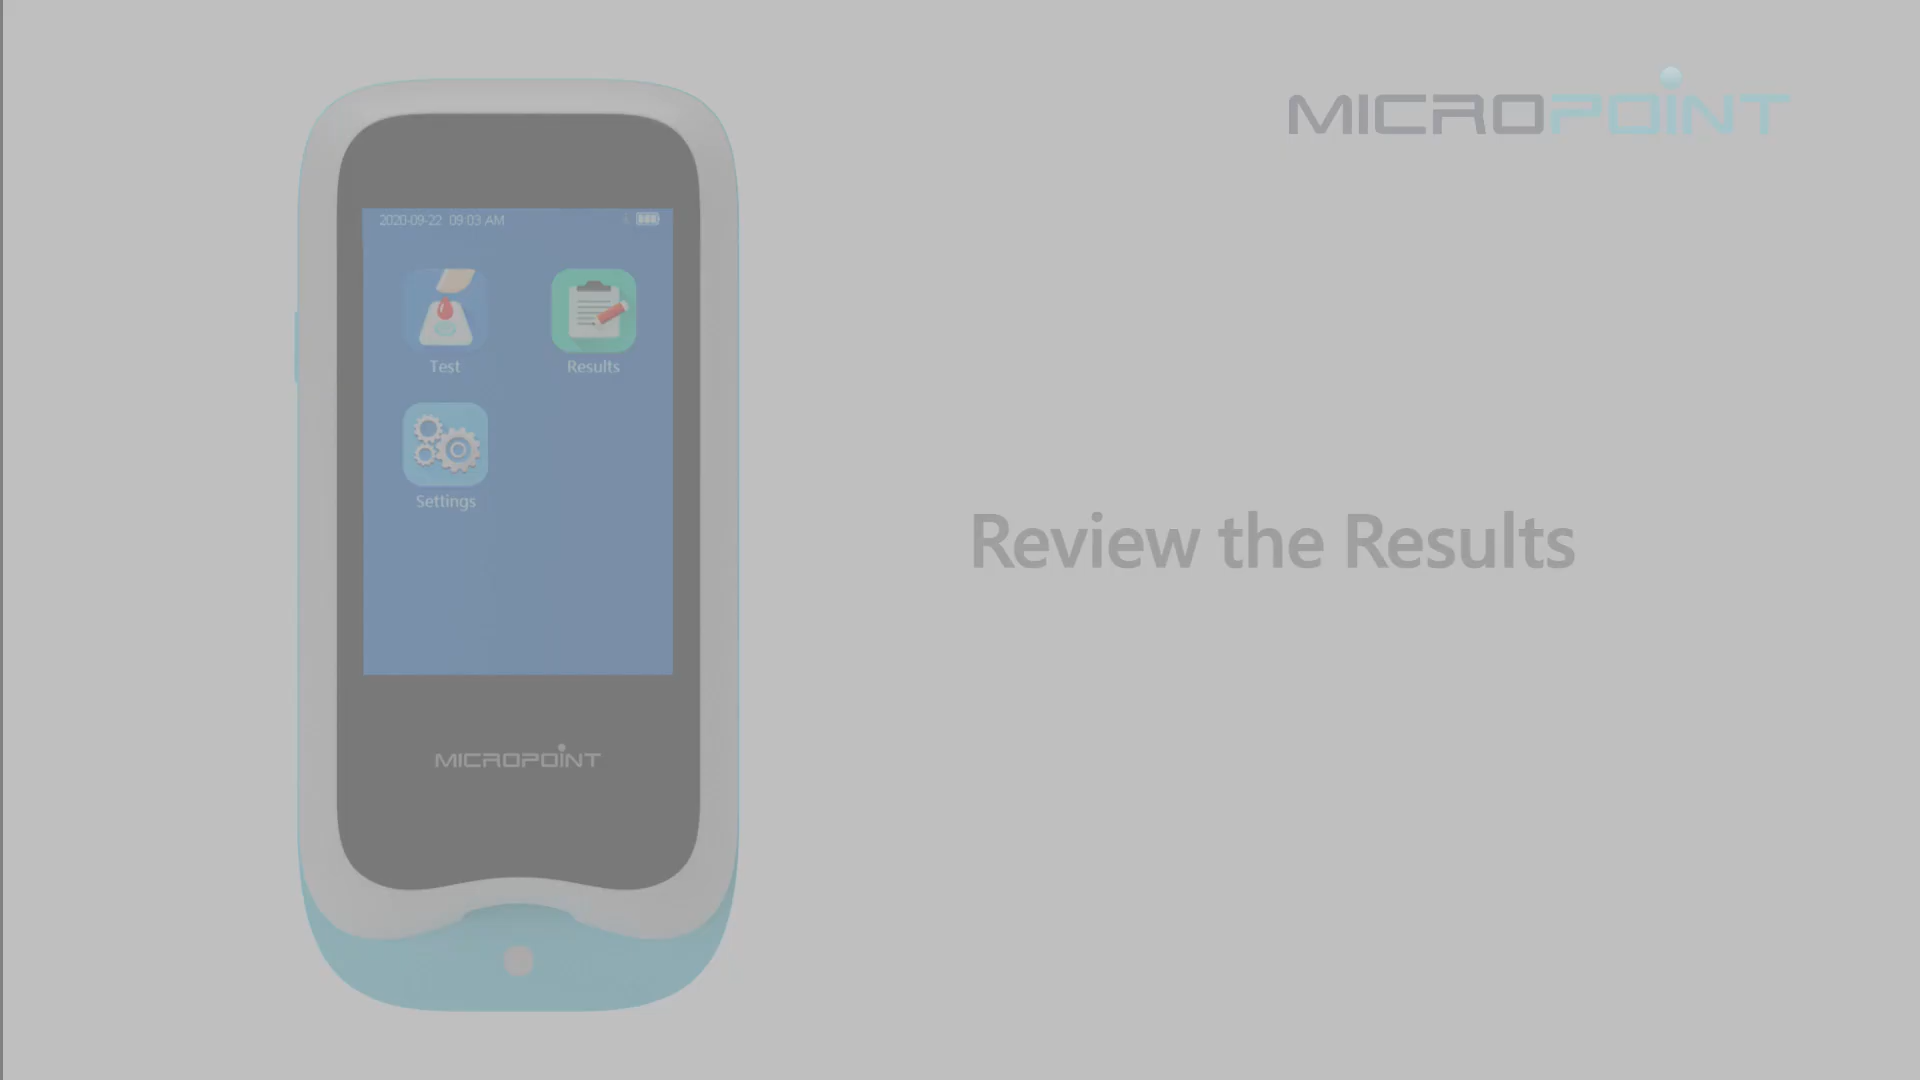 MICROPOINT
2020-09-22 09:03 AM
Test
Results
Settings
MICROPOINT
Review the Results